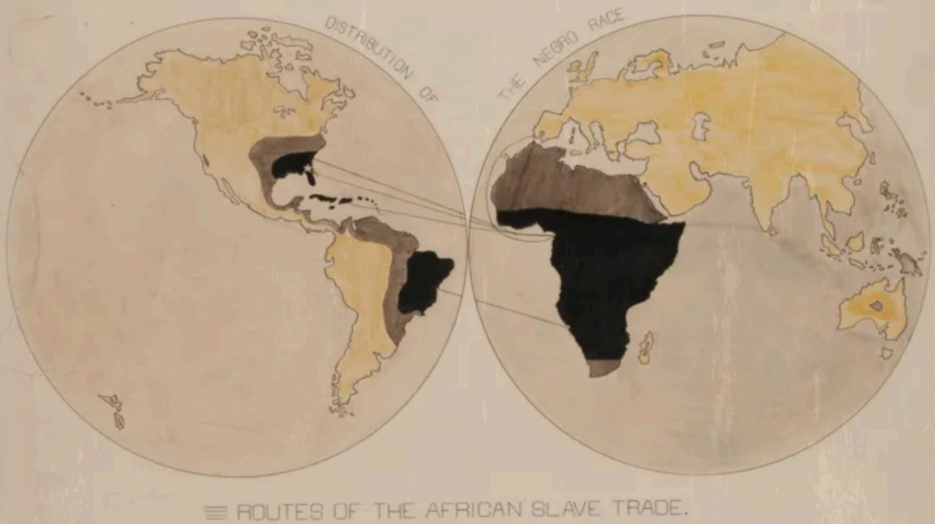 DISTRIBUTION OF
THE NEGRO RACE
ROUTES OF THE AFRICAN SLAVE TRADE.